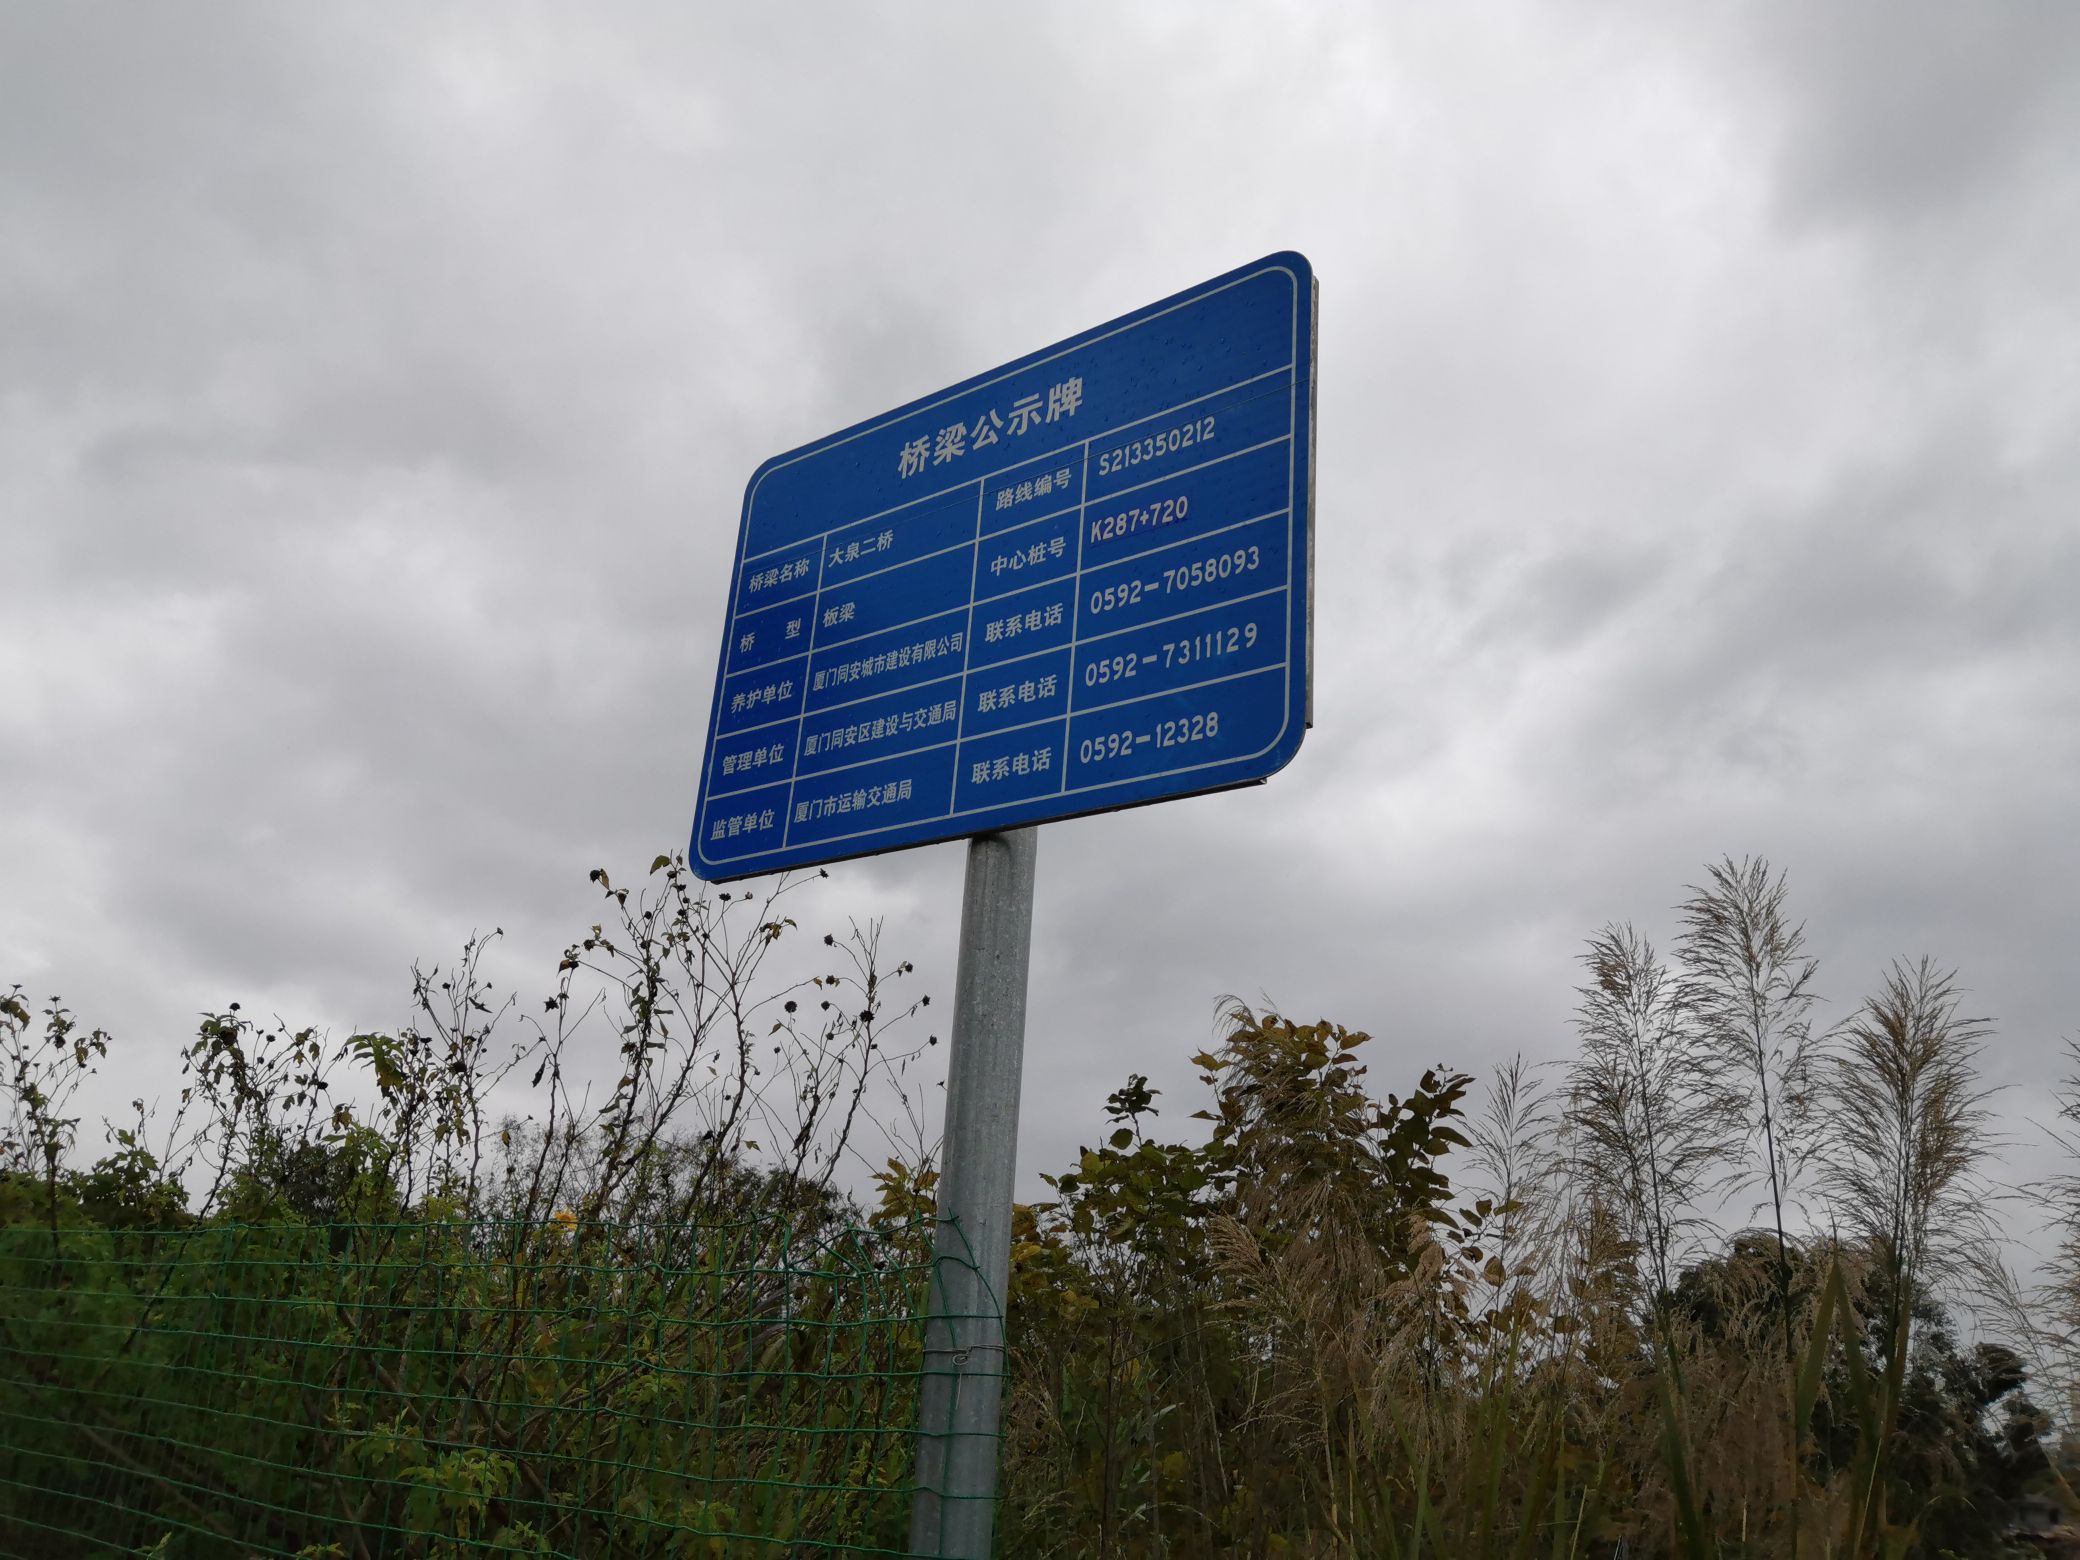 桥梁公示牌
桥梁名称 大泉二桥 路线编号 S213350212
桥 型 板梁 中心桩号 K287+720
养护单位 厦门同安城市建设有限公司 联系电话 0592-7058093
管理单位 厦门同安区建设与交通局 联系电话 0592-7311129
监管单位 厦门市运输交通局 联系电话 0592-12328